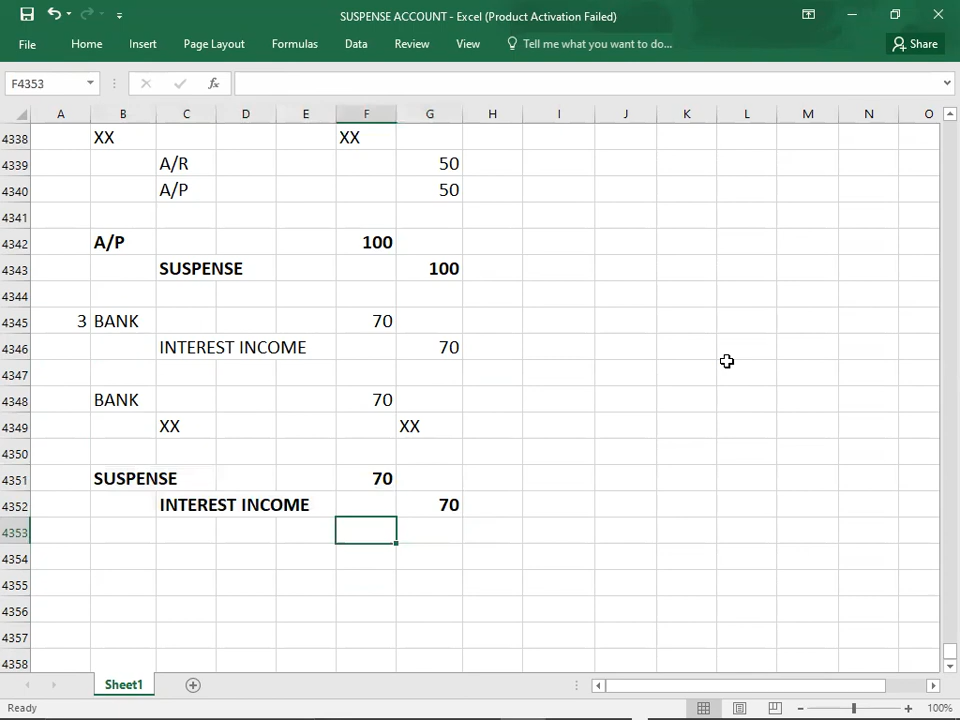 SUSPENSE ACCOUNT - Excel (Product Activation Failed)
File Home Insert Page Layout Formulas Data Review View Tell me what you want to do... Share
F4353 fx
A B C D E F G H I J K L M N O
4338 XX XX
4339 A/R 50
4340 A/P 50
4341
4342 A/P 100
4343 SUSPENSE 100
4344
4345 3 BANK 70
4346 INTEREST INCOME 70
4347
4348 BANK 70
4349 XX XX
4350
4351 SUSPENSE 70
4352 INTEREST INCOME 70
4353
4354
4355
4356
4357
4358
Sheet1
Ready 100%